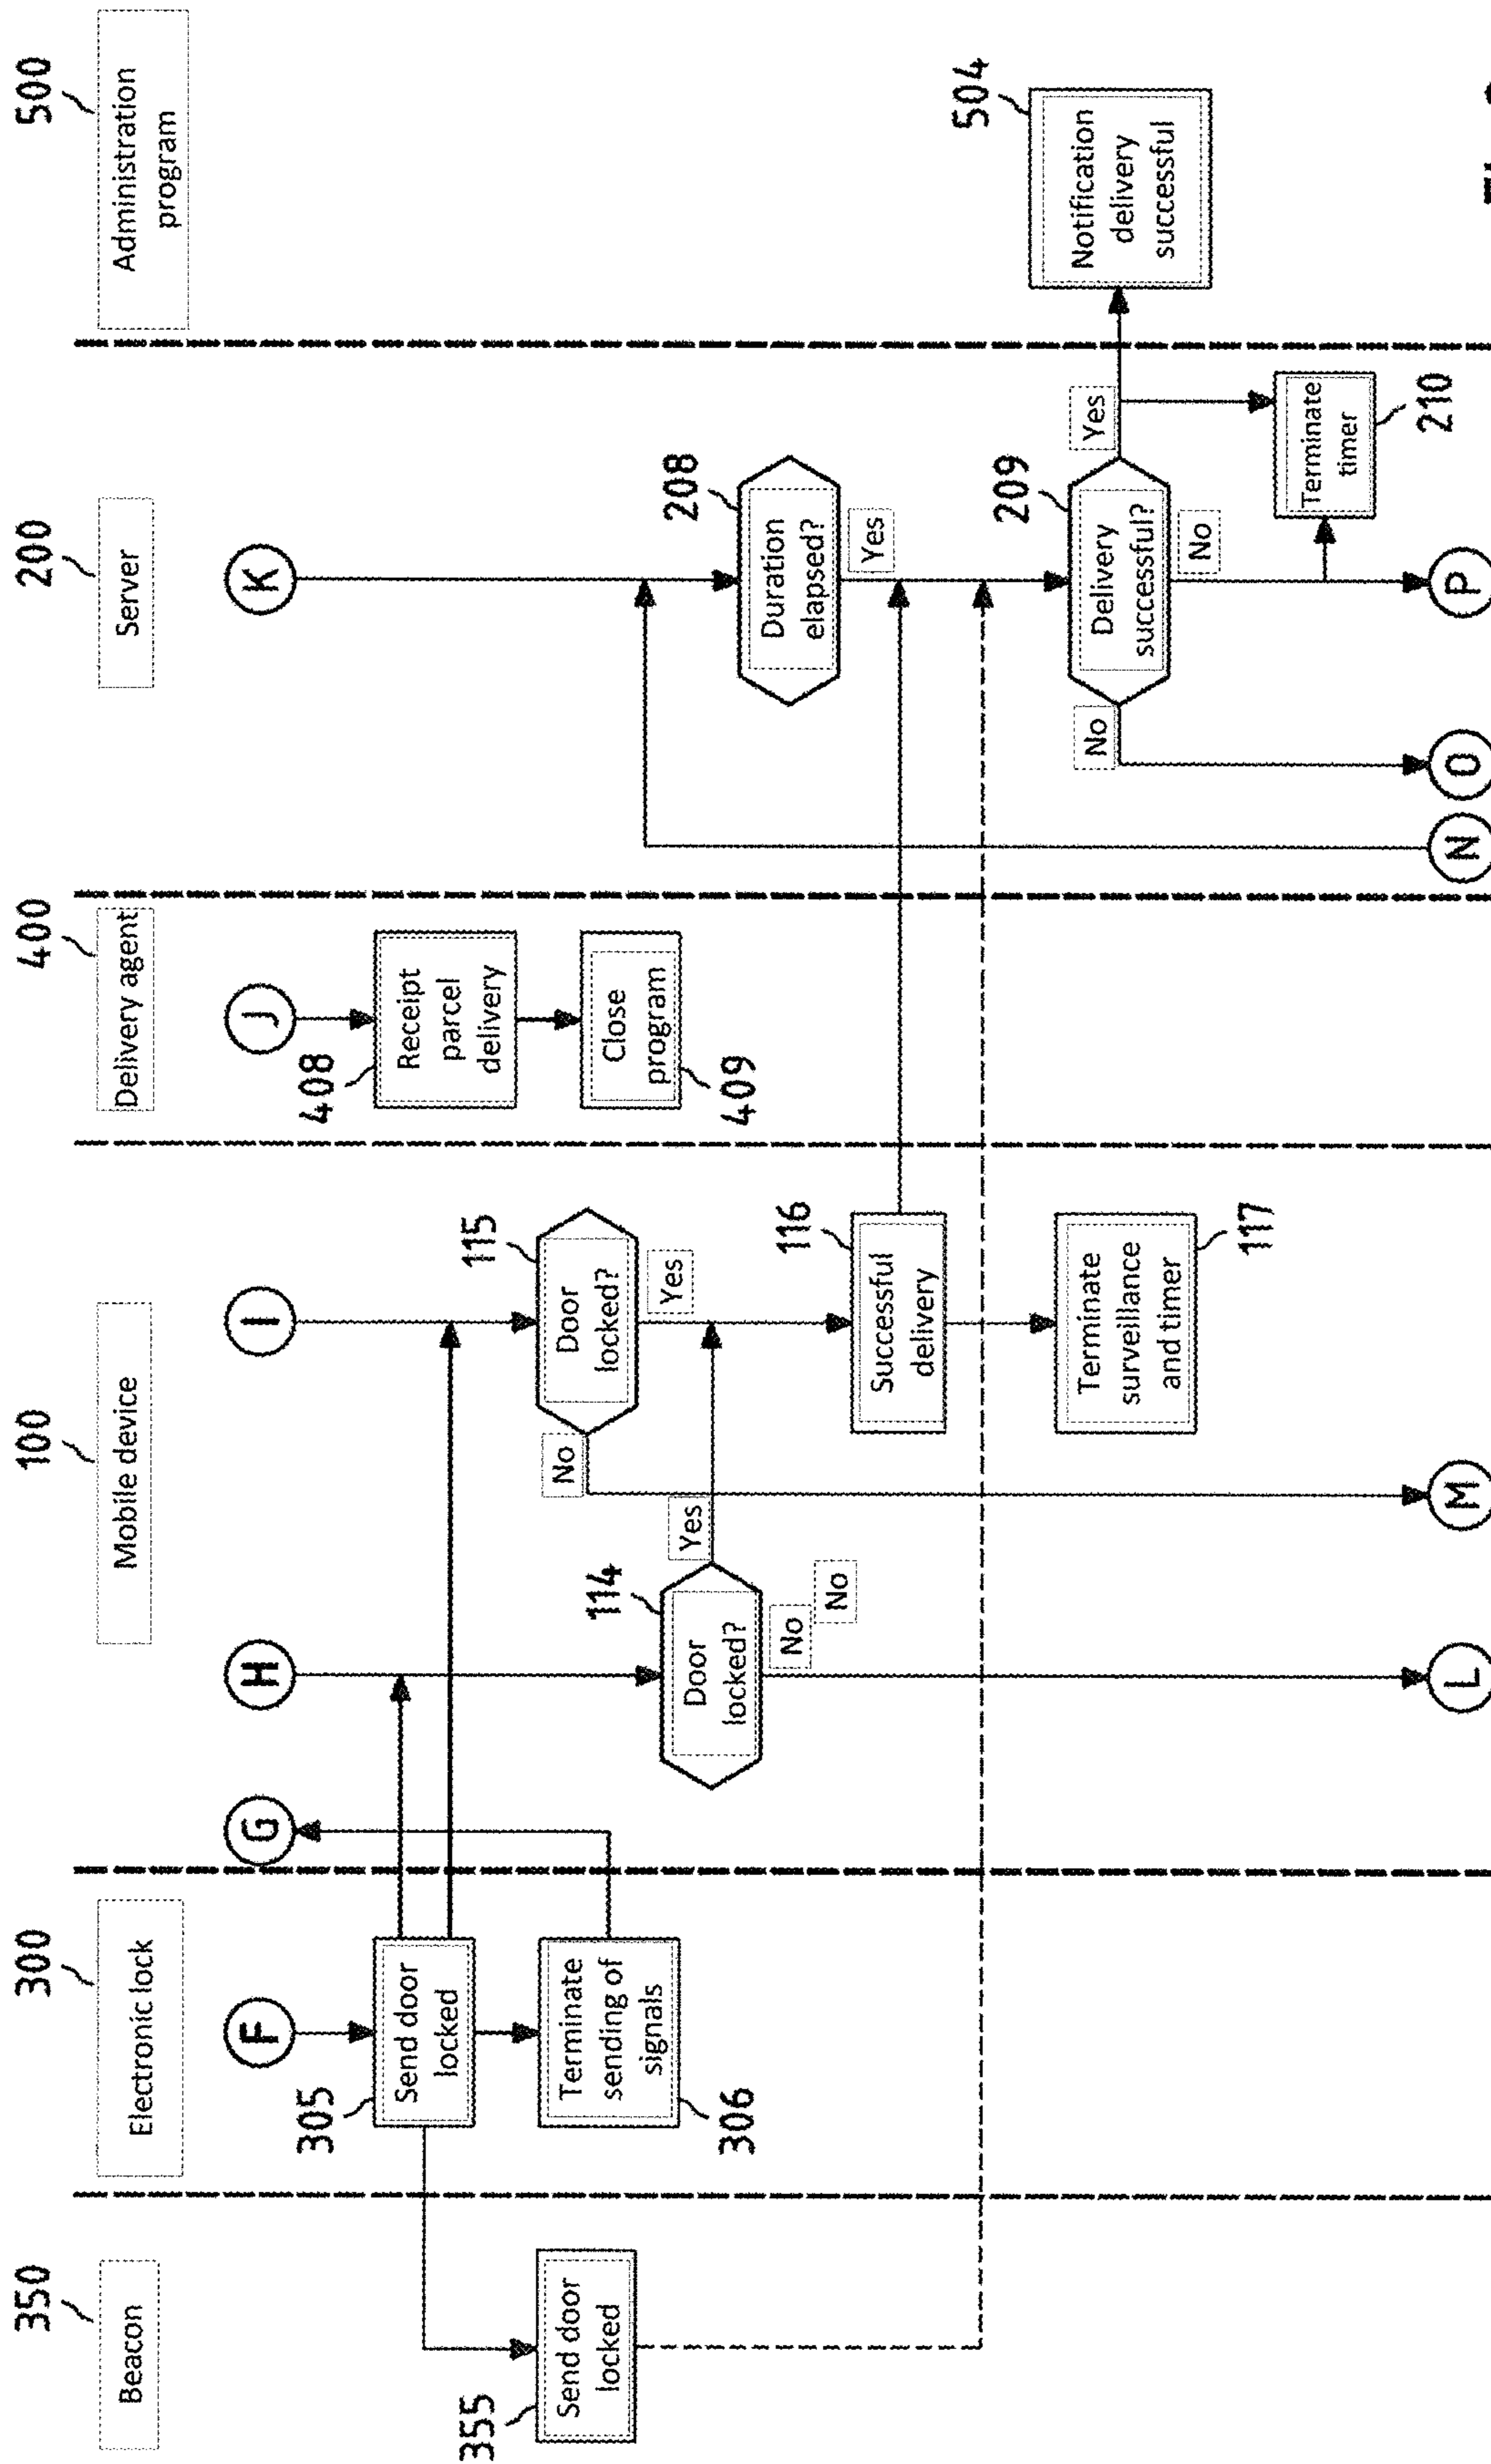 350
Beacon
300
Electronic lock
100
Mobile device
400
Delivery agent
200
Server
500
Administration
program
F
G
H
I
J
K
305
Send door
locked
355
Send door
locked
Terminate
sending of
signals
306
114
Door
locked?
Yes
No
No
115
Door
locked?
No
Yes
116
Successful
delivery
Terminate
surveillance
and timer
117
408
Receipt
parcel
delivery
Close
program
409
208
Duration
elapsed?
Yes
209
Delivery
successful?
No
No
Yes
Terminate
timer
210
504
Notification
delivery
successful
L
M
N
O
P